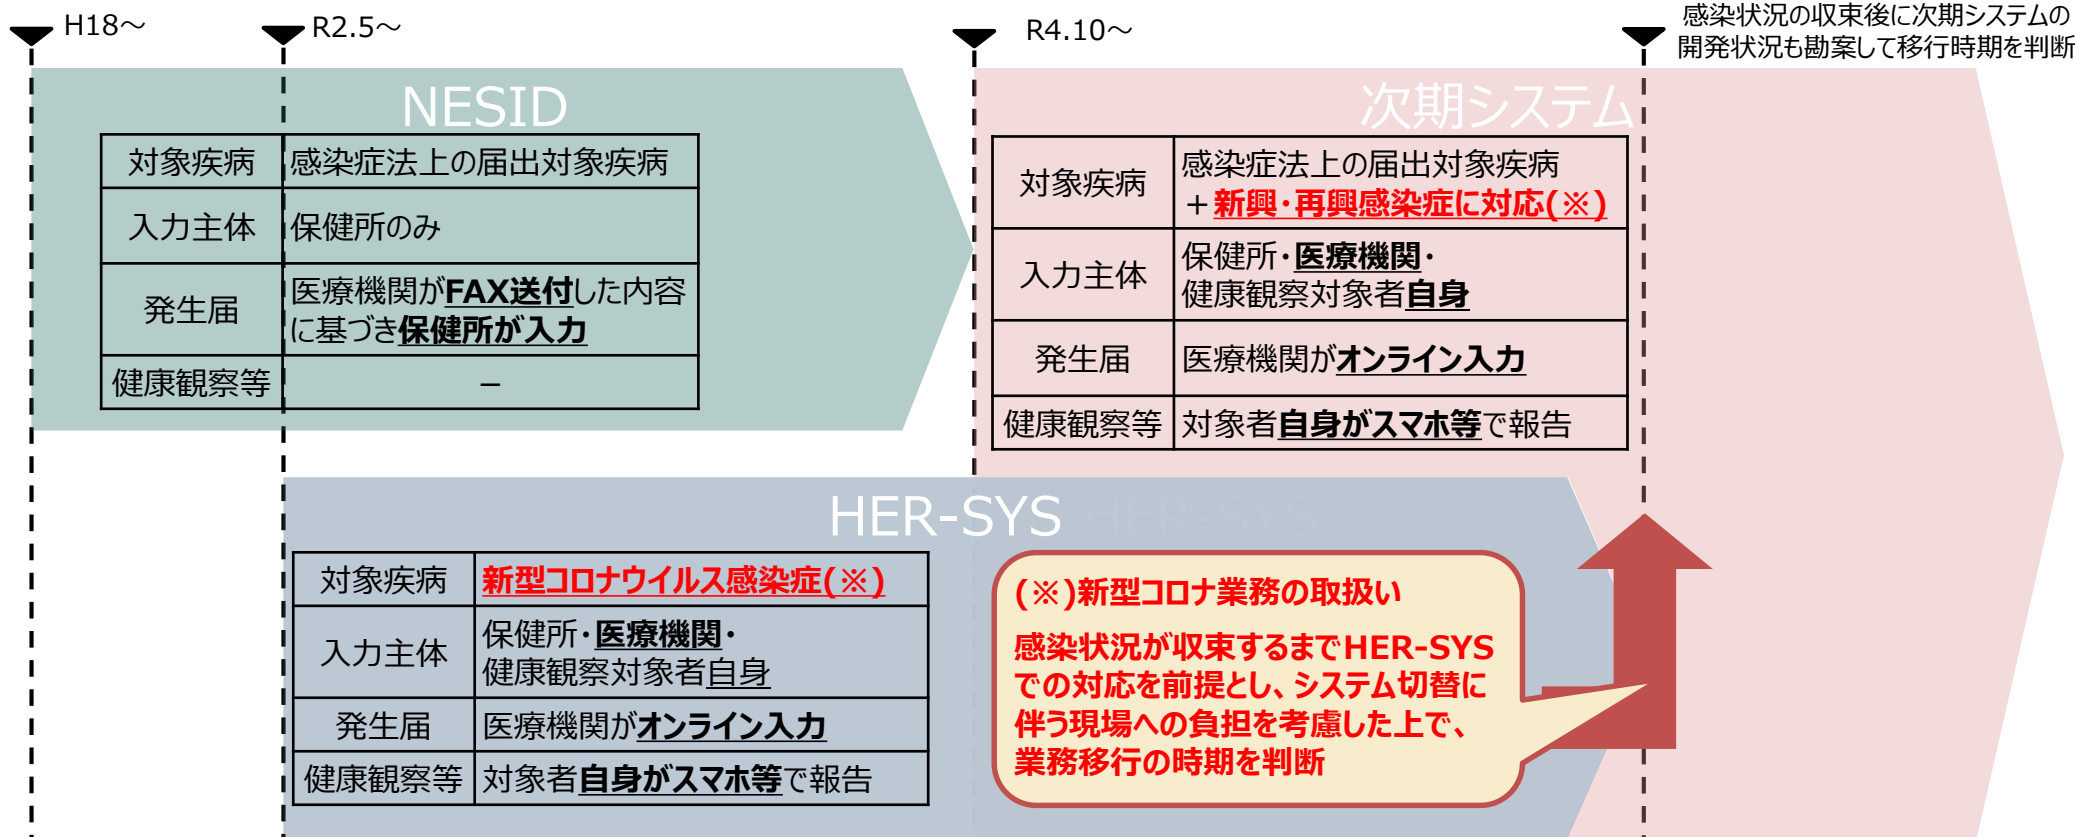 H18～
R2.5～
R4.10～
感染状況の収束後に次期システムの
開発状況も勘案して移行時期を判断
NESID
対象疾病
感染症法上の届出対象疾病
入力主体
保健所のみ
発生届
医療機関がFAX送付した内容
に基づき保健所が入力
健康観察等
－
次期システム
対象疾病
感染症法上の届出対象疾病
＋新興・再興感染症に対応(※)
入力主体
保健所・医療機関・
健康観察対象者自身
発生届
医療機関がオンライン入力
健康観察等
対象者自身がスマホ等で報告
HER-SYS HER-SYS
対象疾病
新型コロナウイルス感染症(※)
入力主体
保健所・医療機関・
健康観察対象者自身
発生届
医療機関がオンライン入力
健康観察等
対象者自身がスマホ等で報告
(※)新型コロナ業務の取扱い
感染状況が収束するまでHER-SYS
での対応を前提とし、システム切替に
伴う現場への負担を考慮した上で、
業務移行の時期を判断